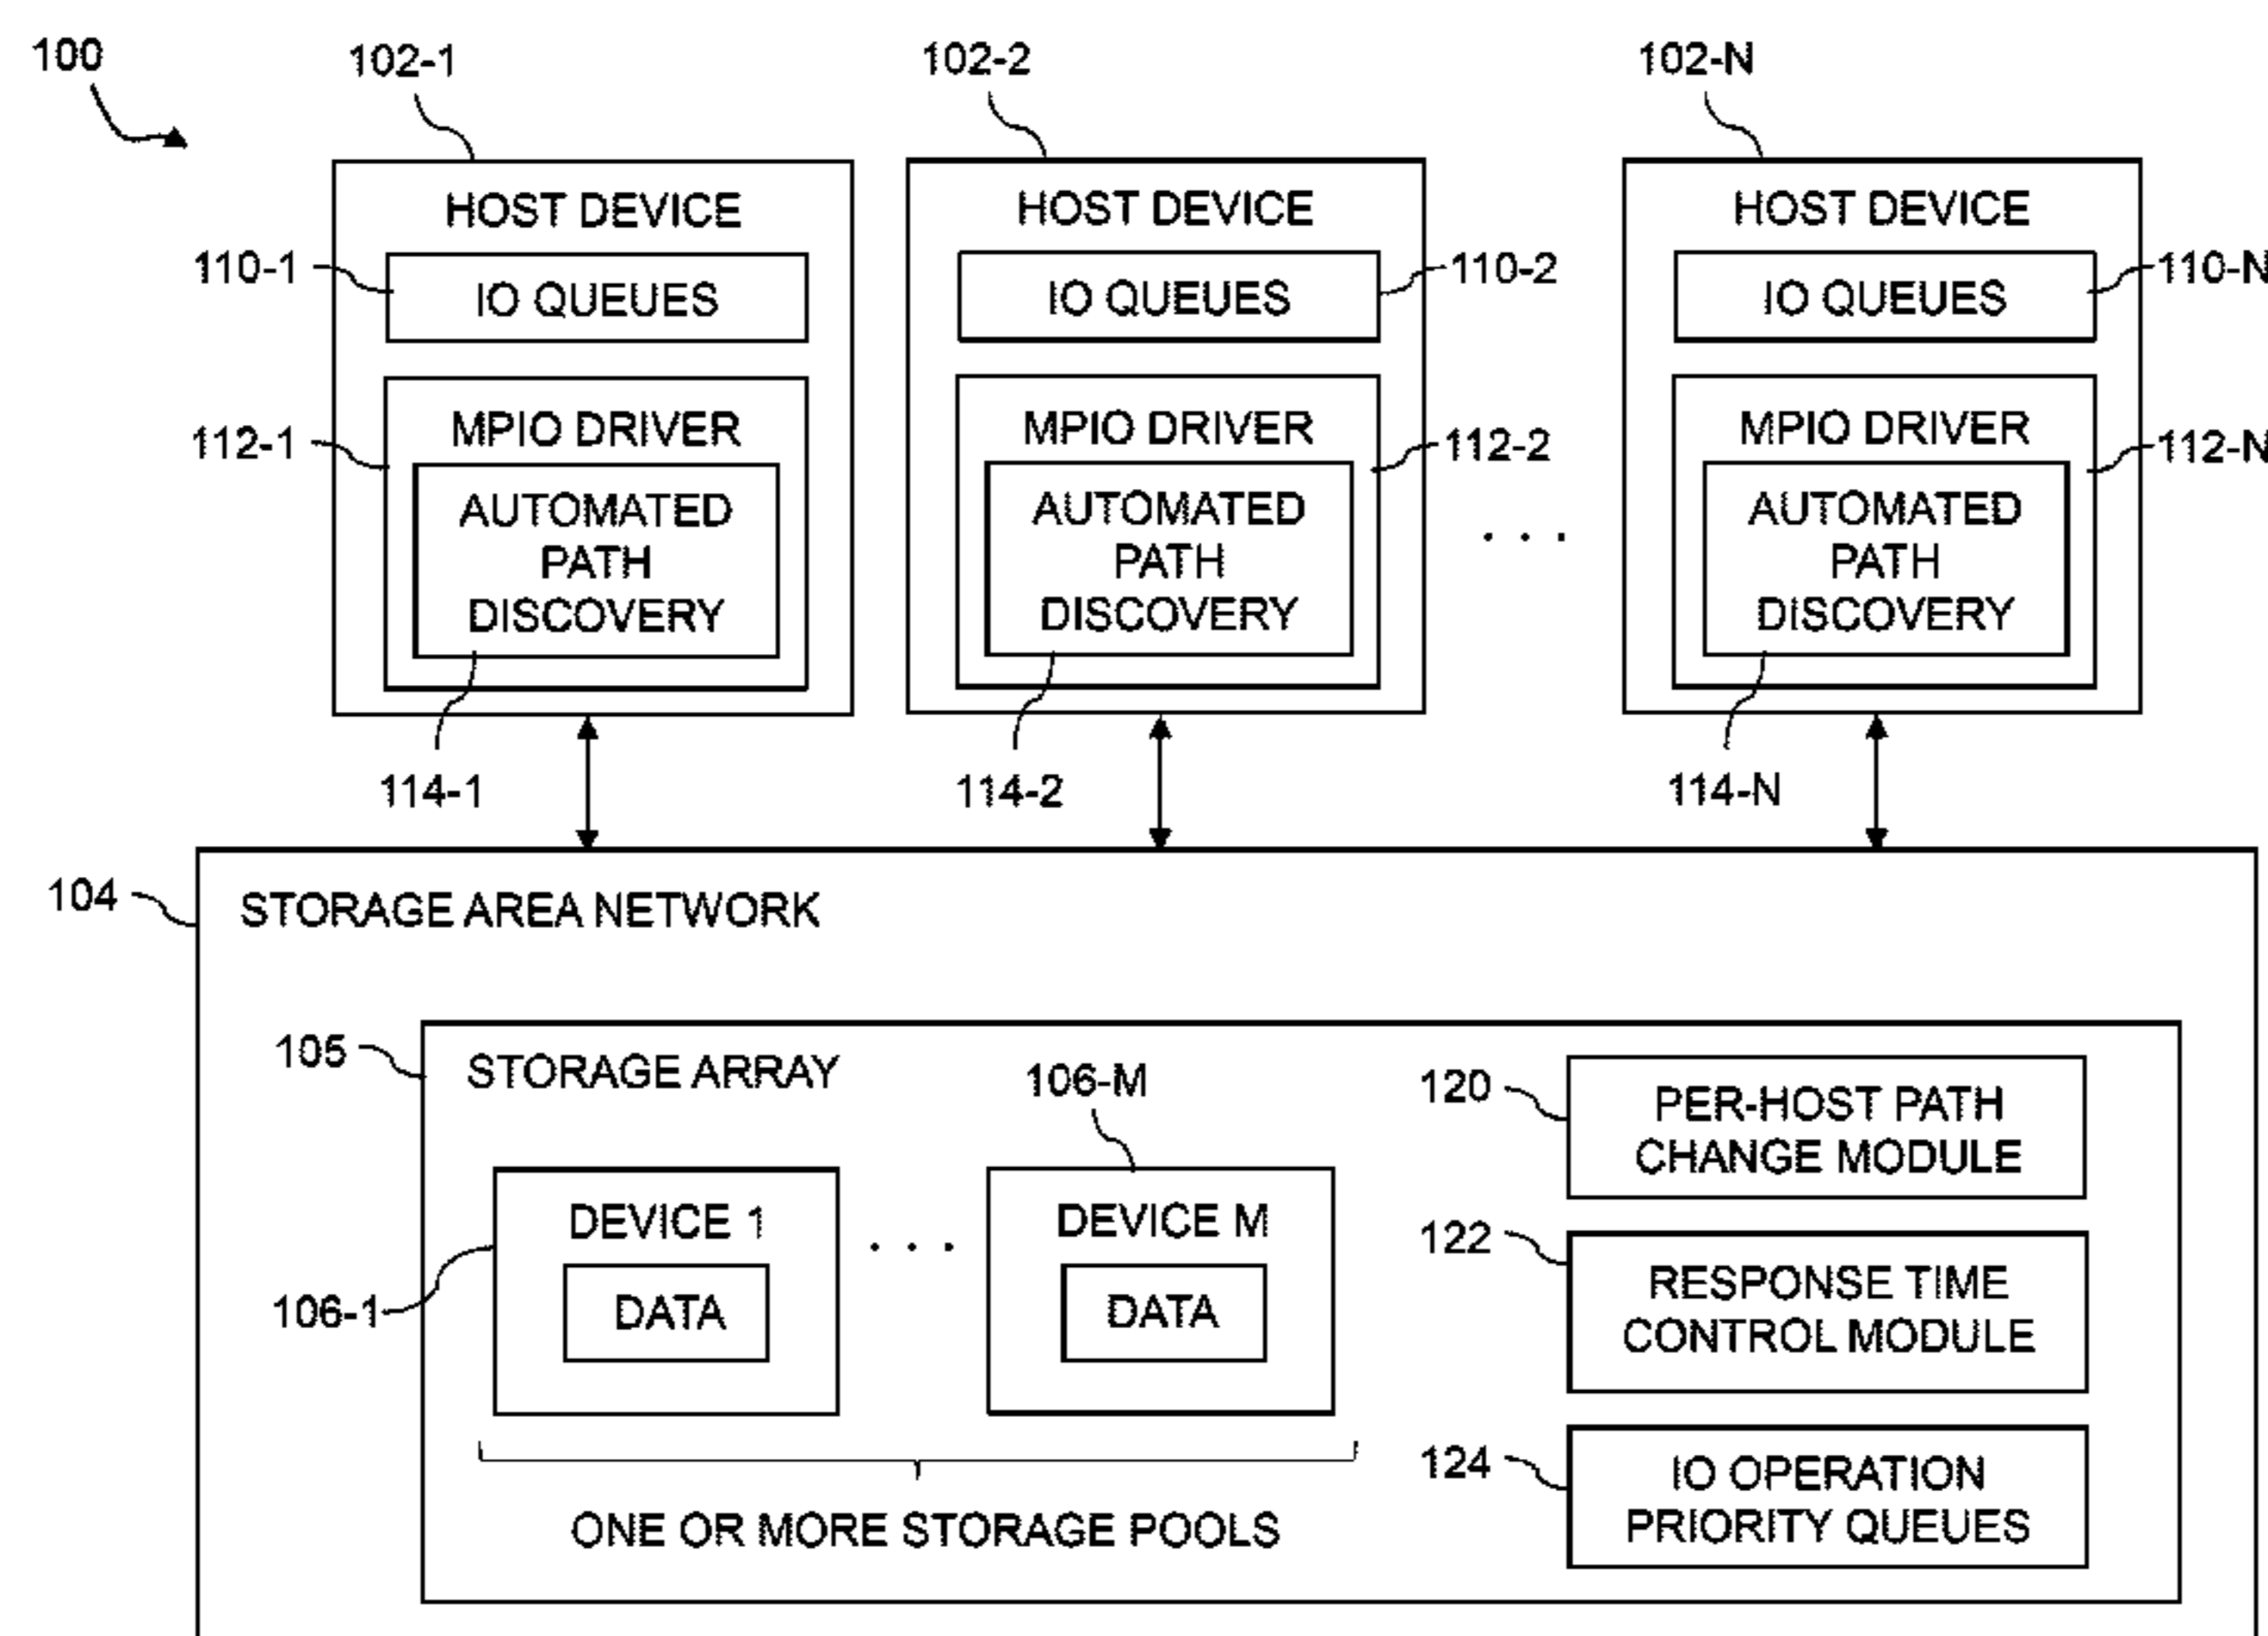 100
102-1
102-2
102-N
HOST DEVICE
HOST DEVICE
HOST DEVICE
110-1
IO QUEUES
IO QUEUES
110-2
IO QUEUES
110-N
112-1
MPIO DRIVER
MPIO DRIVER
112-2
MPIO DRIVER
112-N
AUTOMATED
PATH
DISCOVERY
AUTOMATED
PATH
DISCOVERY
. . .
AUTOMATED
PATH
DISCOVERY
114-1
114-2
114-N
104
STORAGE AREA NETWORK
105
STORAGE ARRAY
106-M
120
PER-HOST PATH
CHANGE MODULE
DEVICE 1
. . .
DEVICE M
106-1
DATA
DATA
122
RESPONSE TIME
CONTROL MODULE
124
IO OPERATION
PRIORITY QUEUES
ONE OR MORE STORAGE POOLS